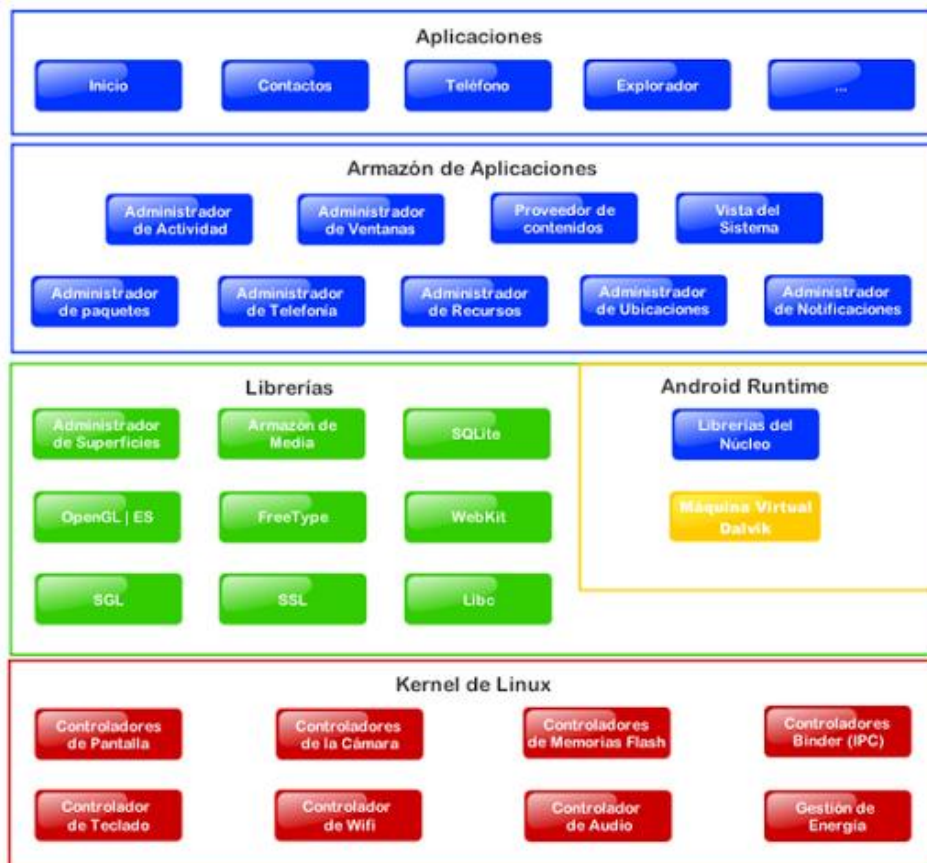 Aplicaciones
Inicio
Contactos
Teléfono
Explorador
...
Armazón de Aplicaciones
Administrador
de Actividad
Administrador
de Ventanas
Proveedor de
contenidos
Vista del
Sistema
Administrador
de paquetes
Administrador
de Telefonía
Administrador
de Recursos
Administrador
de Ubicaciones
Administrador
de Notificaciones
Librerías
Administrador
de Superficies
Armazón de
Media
SQLite
OpenGL | ES
FreeType
WebKit
SGL
SSL
Libc
Android Runtime
Librerías del
Núcleo
Máquina Virtual
Dalvik
Kernel de Linux
Controladores
de Pantalla
Controladores
de la Cámara
Controladores
de Memorias Flash
Controladores
Binder (IPC)
Controlador
de Teclado
Controlador
de Wifi
Controlador
de Audio
Gestión de
Energía